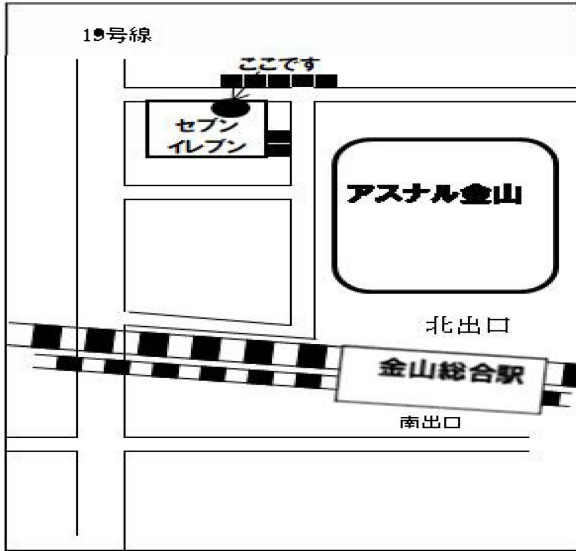 19号線
ここです
セブン
イレブン
アスナル金山
北出口
金山総合駅
南出口